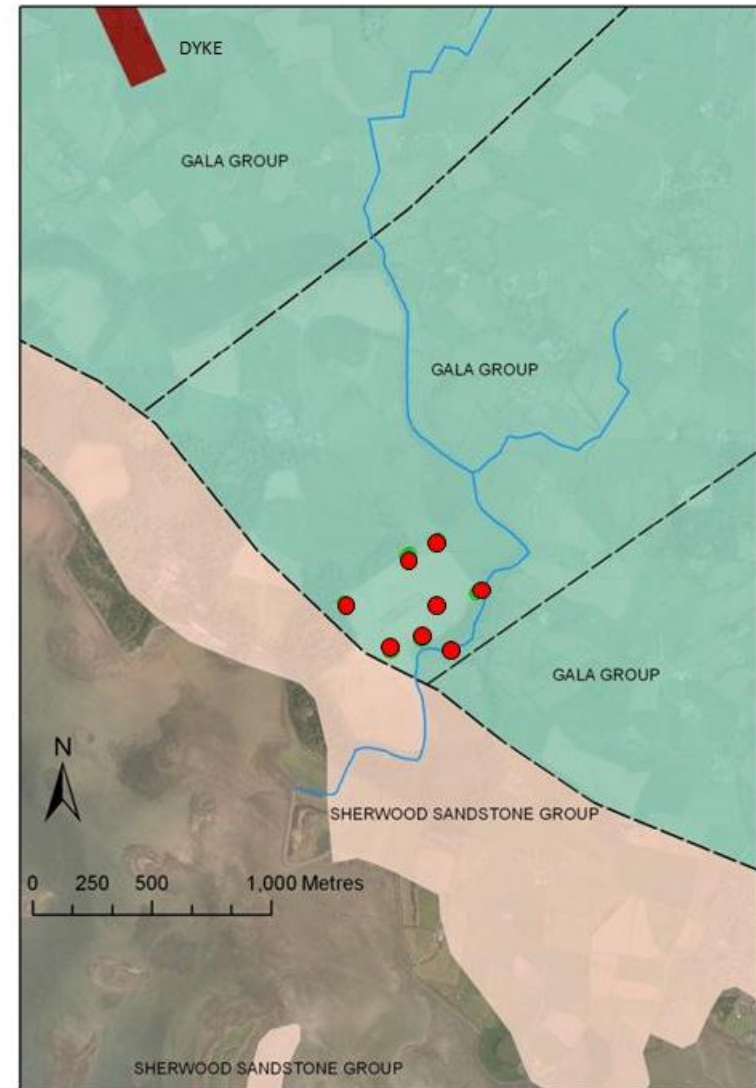 DYKE
GALA GROUP
GALA GROUP
GALA GROUP
N
SHERWOOD SANDSTONE GROUP
0 250 500 1,000 Metres
SHERWOOD SANDSTONE GROUP